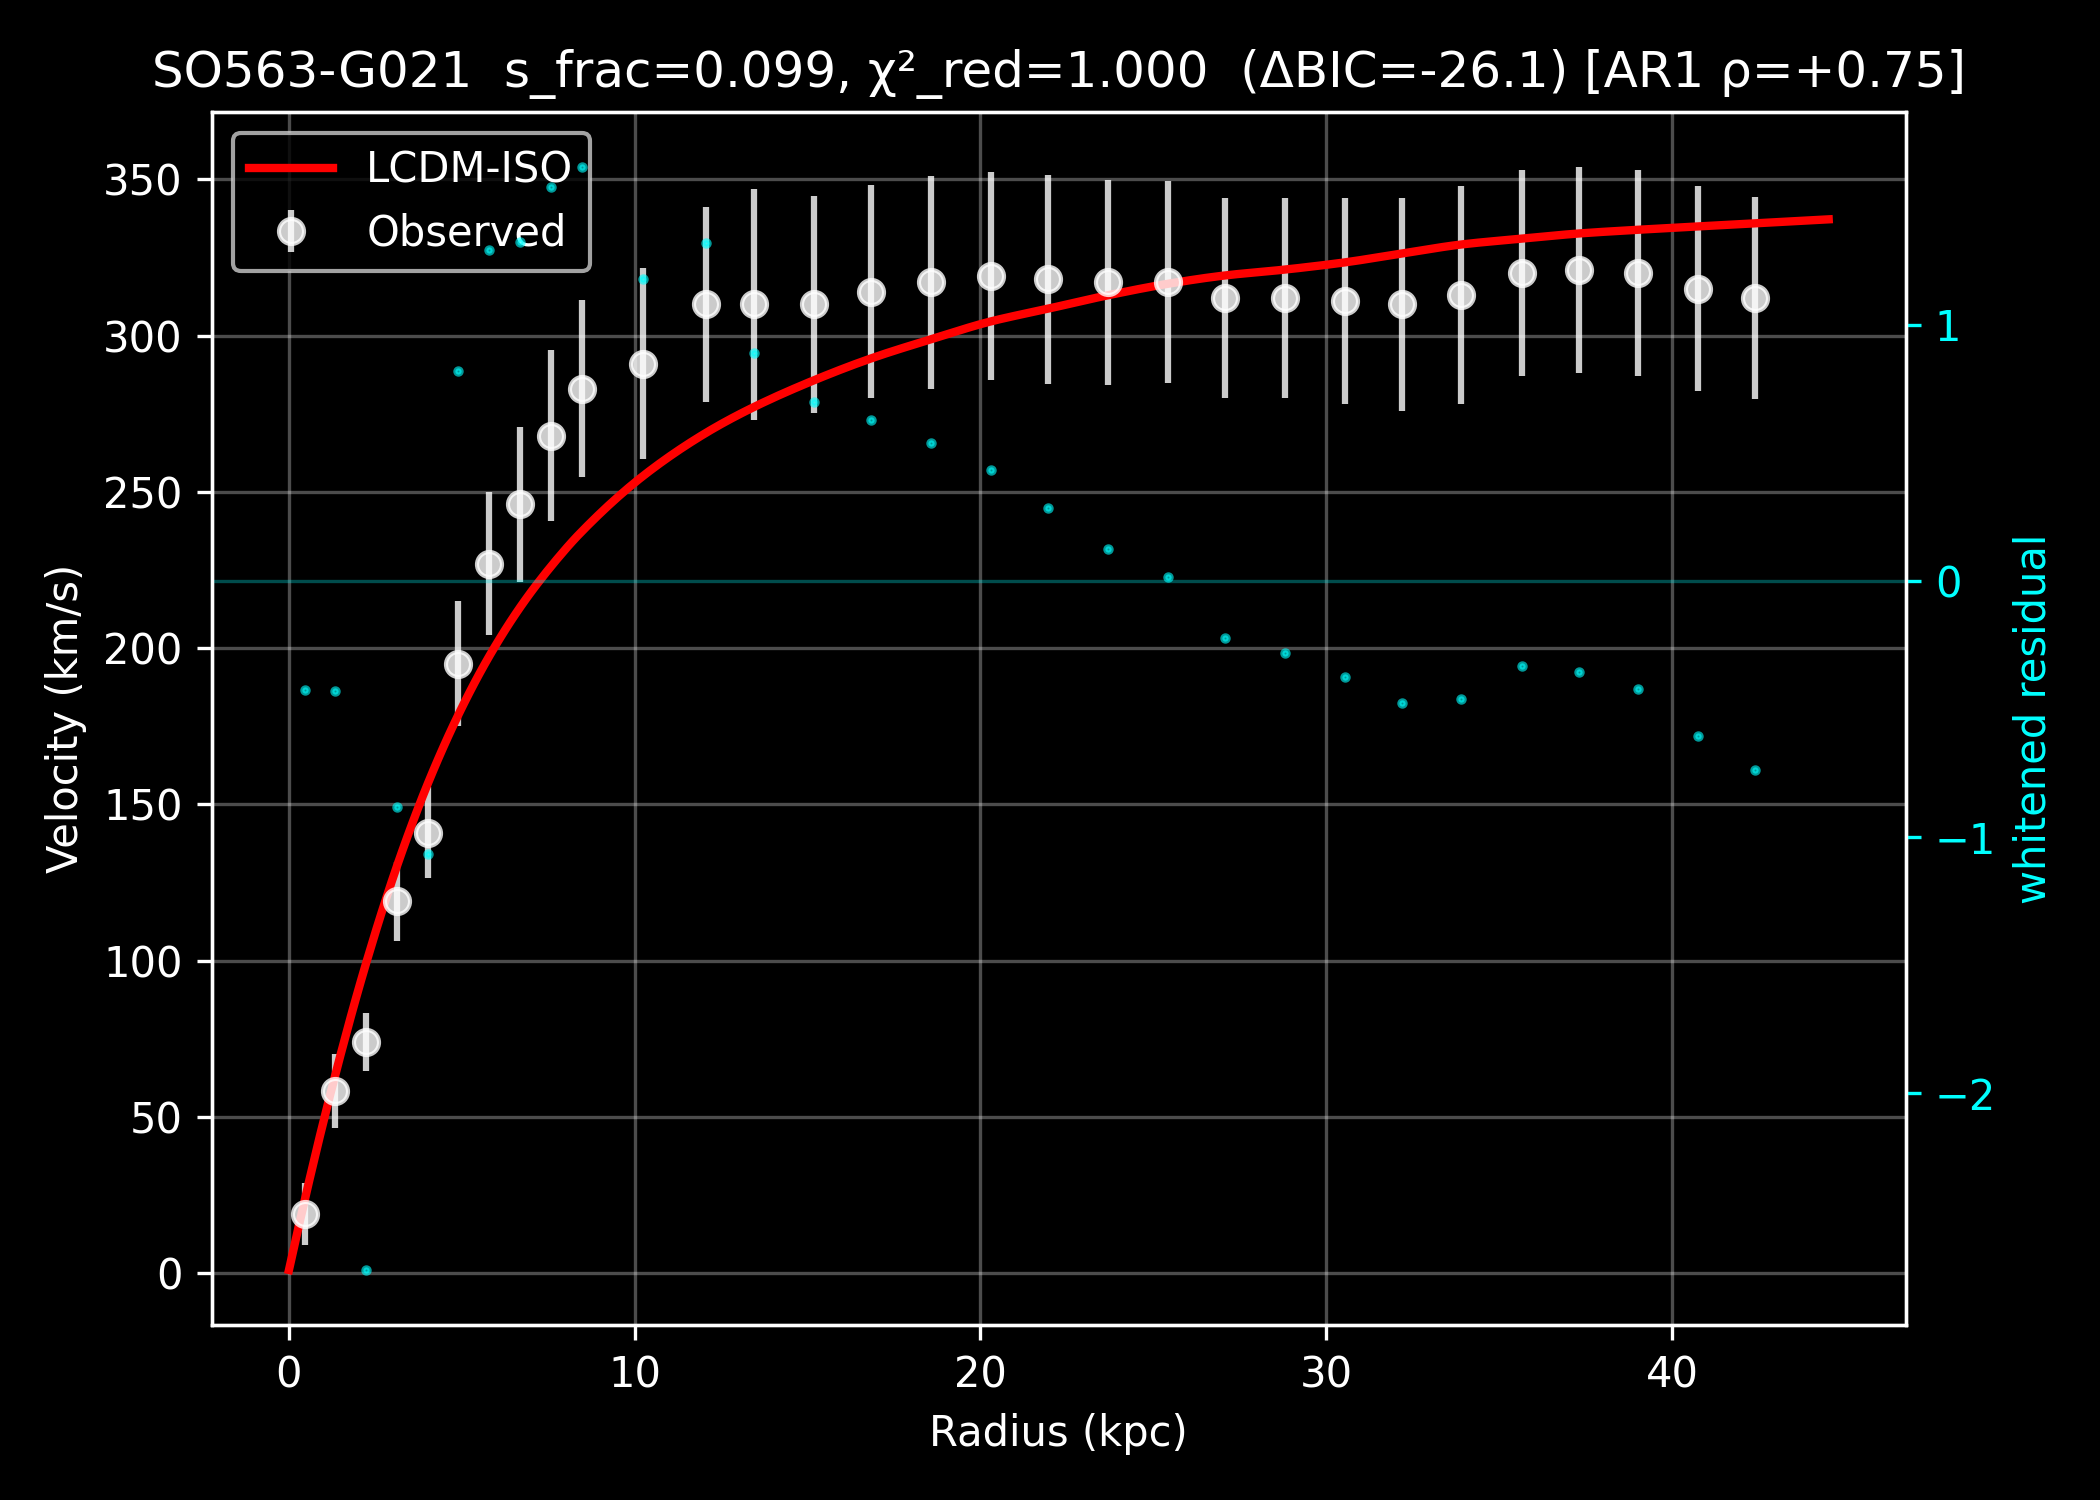 SO563-G021  s_frac=0.099, χ²_red=1.000  (ΔBIC=-26.1) [AR1 ρ=+0.75]
LCDM-ISO
Observed
350
300
250
200
150
100
50
0
Velocity (km/s)
0
10
20
30
40
Radius (kpc)
1
0
−1
−2
whitened residual